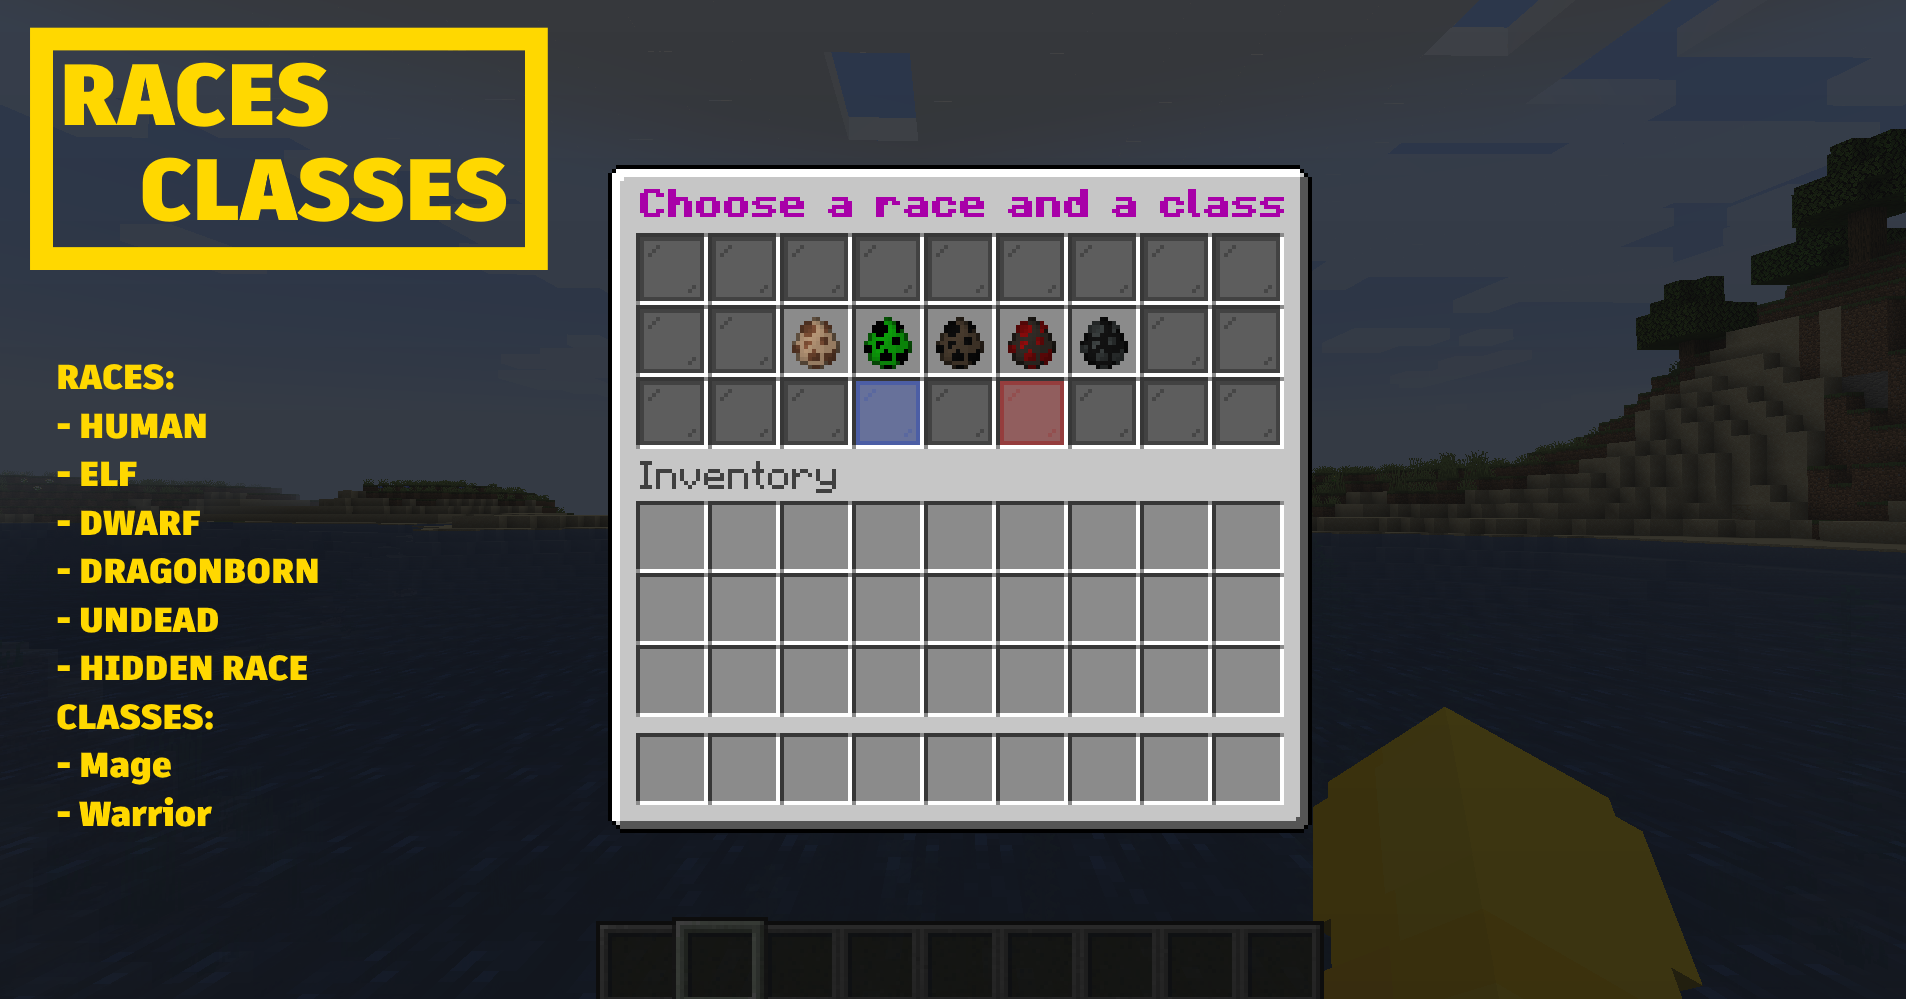 RACES
CLASSES
RACES:
- HUMAN
- ELF
- DWARF
- DRAGONBORN
- UNDEAD
- HIDDEN RACE
CLASSES:
- Mage
- Warrior
Choose a race and a class
Inventory